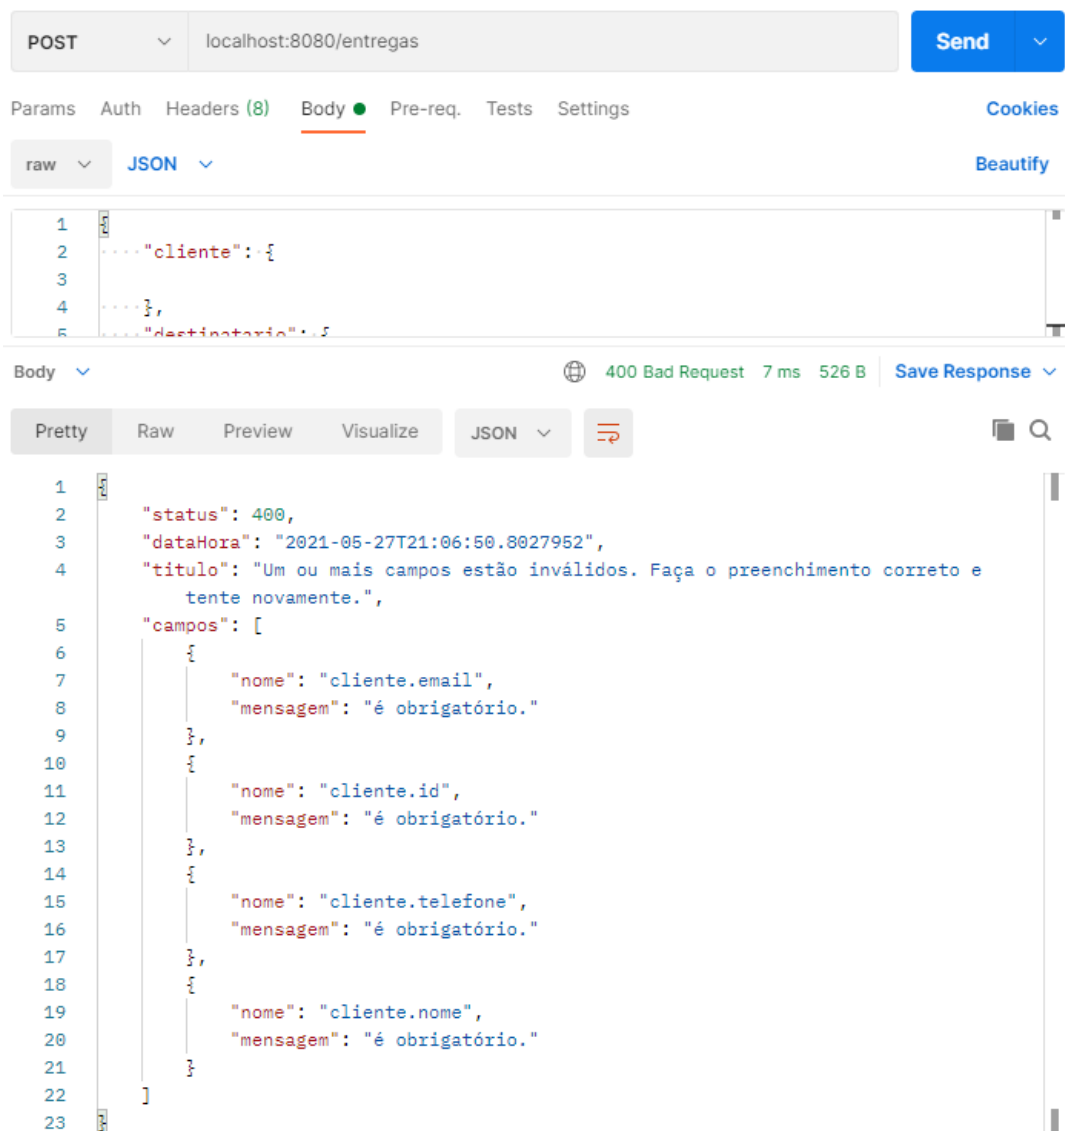 POST localhost:8080/entregas Send
Params Auth Headers (8) Body Pre-req. Tests Settings Cookies
raw JSON Beautify
1 {
2 ····"cliente":·{
3
4 ····},
5 ····"destinatario":·{
Body 400 Bad Request 7 ms 526 B Save Response
Pretty Raw Preview Visualize JSON
1 {
2 "status": 400,
3 "dataHora": "2021-05-27T21:06:50.8027952",
4 "titulo": "Um ou mais campos estão inválidos. Faça o preenchimento correto e
tente novamente.",
5 "campos": [
6 {
7 "nome": "cliente.email",
8 "mensagem": "é obrigatório."
9 },
10 {
11 "nome": "cliente.id",
12 "mensagem": "é obrigatório."
13 },
14 {
15 "nome": "cliente.telefone",
16 "mensagem": "é obrigatório."
17 },
18 {
19 "nome": "cliente.nome",
20 "mensagem": "é obrigatório."
21 }
22 ]
23 }